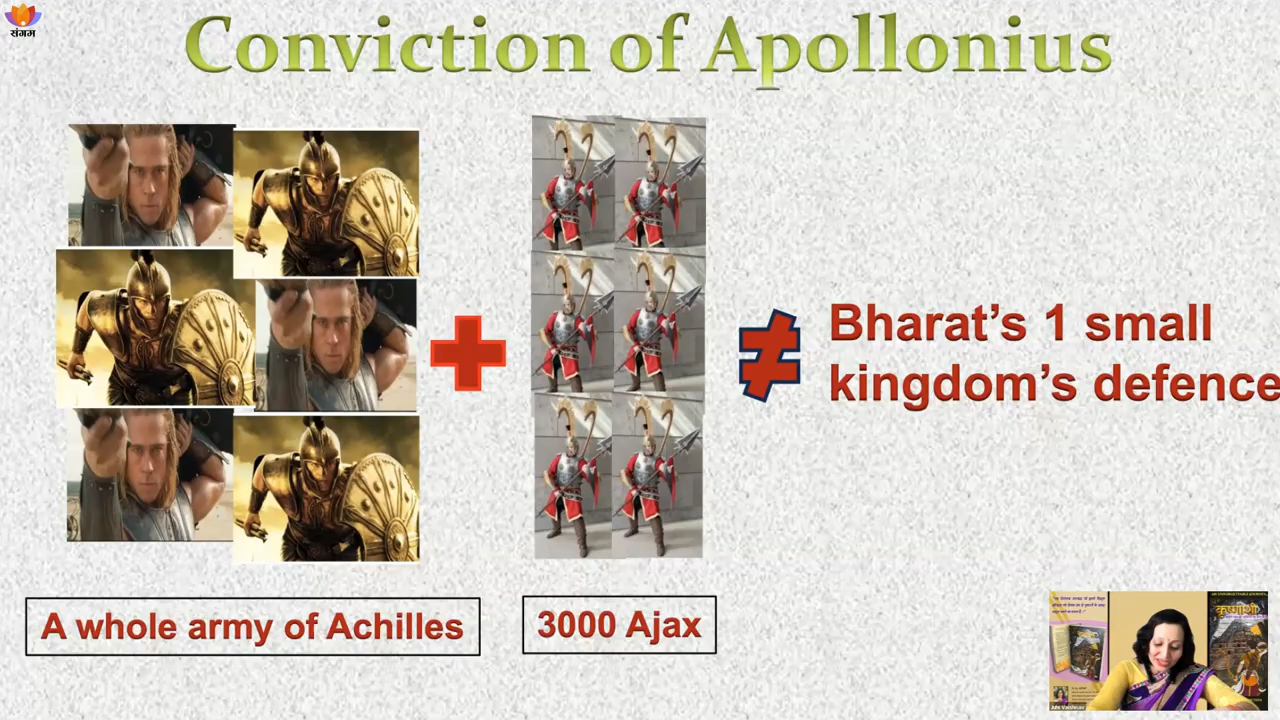 संगम
Conviction of Apollonius
Bharat's 1 small
kingdom's defence
A whole army of Achilles
3000 Ajax
कृष्णार्थी